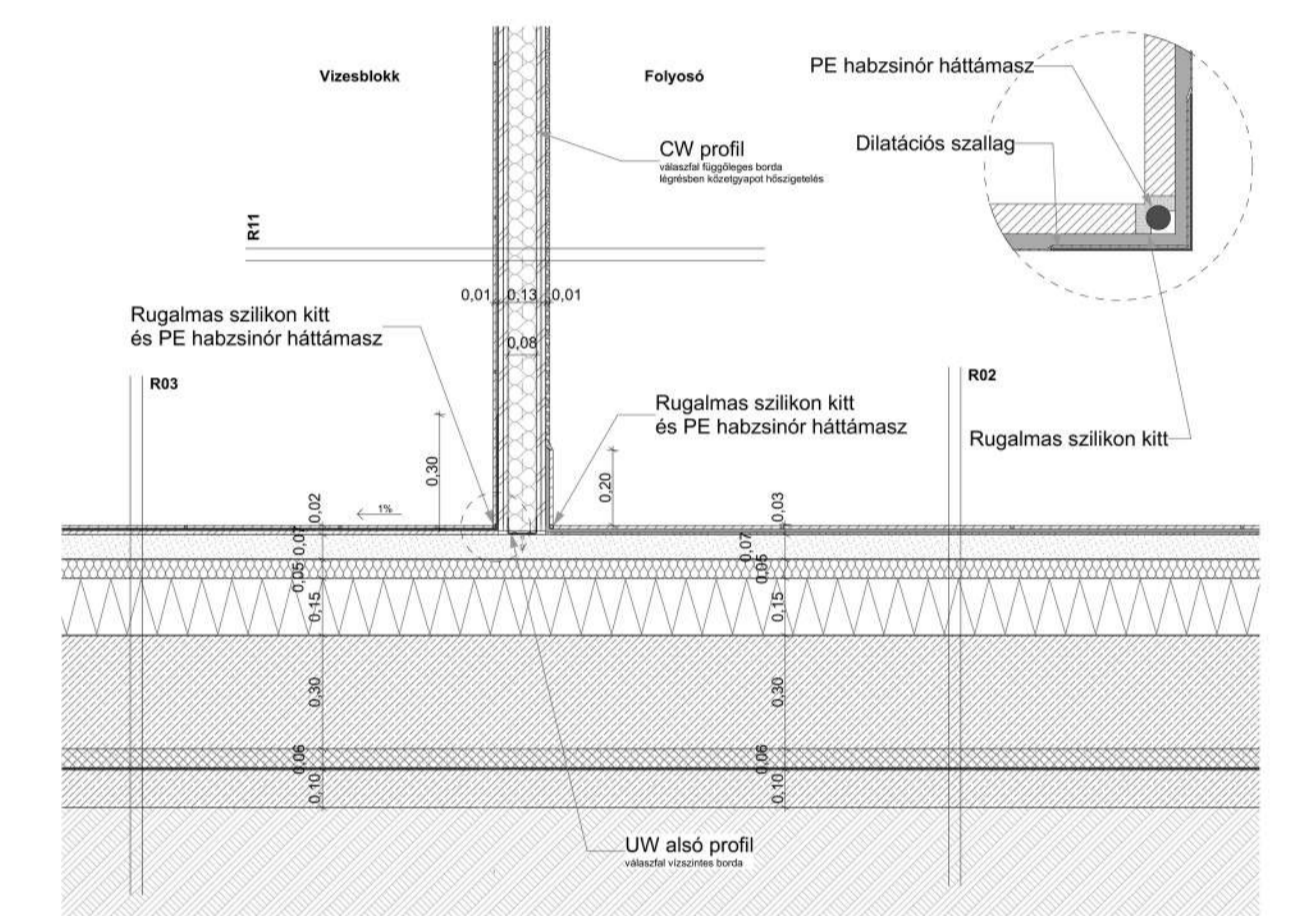 Vizesblokk
Folyosó
PE habzsinór háttámasz
Dilatációs szallag
CW profil
válaszfal függőleges borda
légrésben kőzetgyapot hőszigetelés
R11
0,01
0,13
0,01
Rugalmas szilikon kitt
és PE habzsinór háttámasz
0,08
R03
R02
Rugalmas szilikon kitt
és PE habzsinór háttámasz
Rugalmas szilikon kitt
0,30
0,20
1%
0,02
0,07
0,05
0,15
0,30
0,06
0,10
0,03
0,07
0,05
0,15
0,30
0,06
0,10
UW alsó profil
válaszfal vízszintes borda